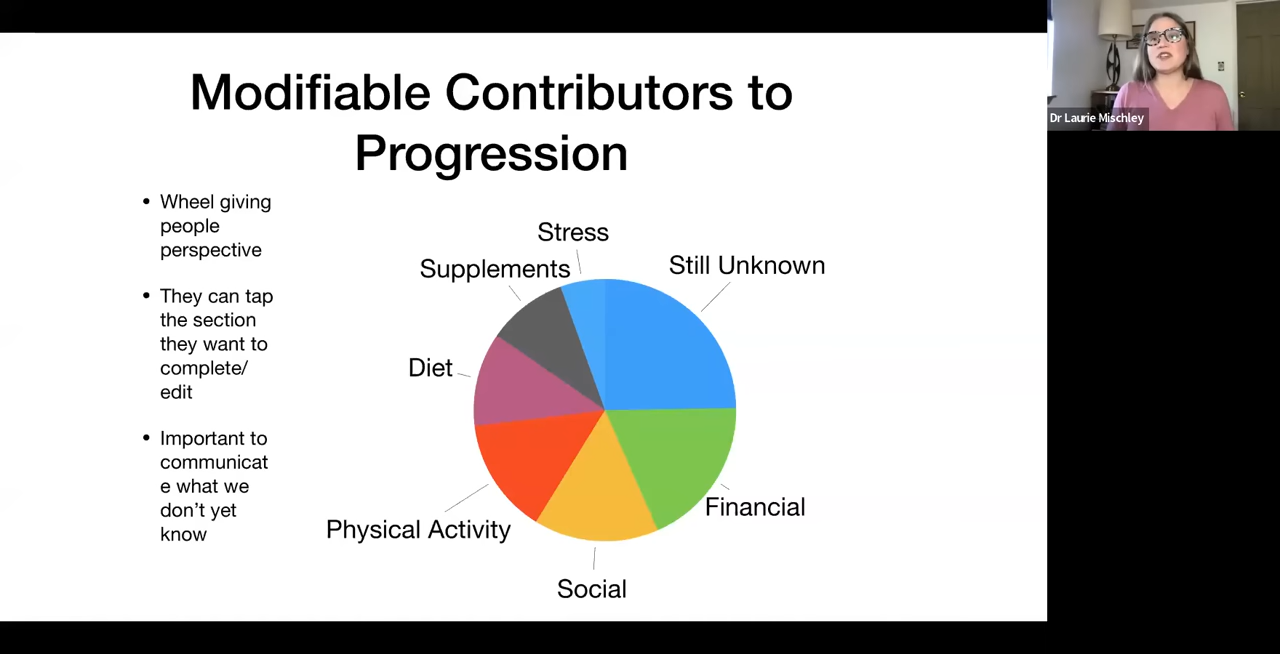 Modifiable Contributors to
Progression
• Wheel giving
people
perspective
• They can tap
the section
they want to
complete/
edit
• Important to
communicat
e what we
don't yet
know
Stress
Supplements
Still Unknown
Diet
Financial
Physical Activity
Social
Dr Laurie Mischley